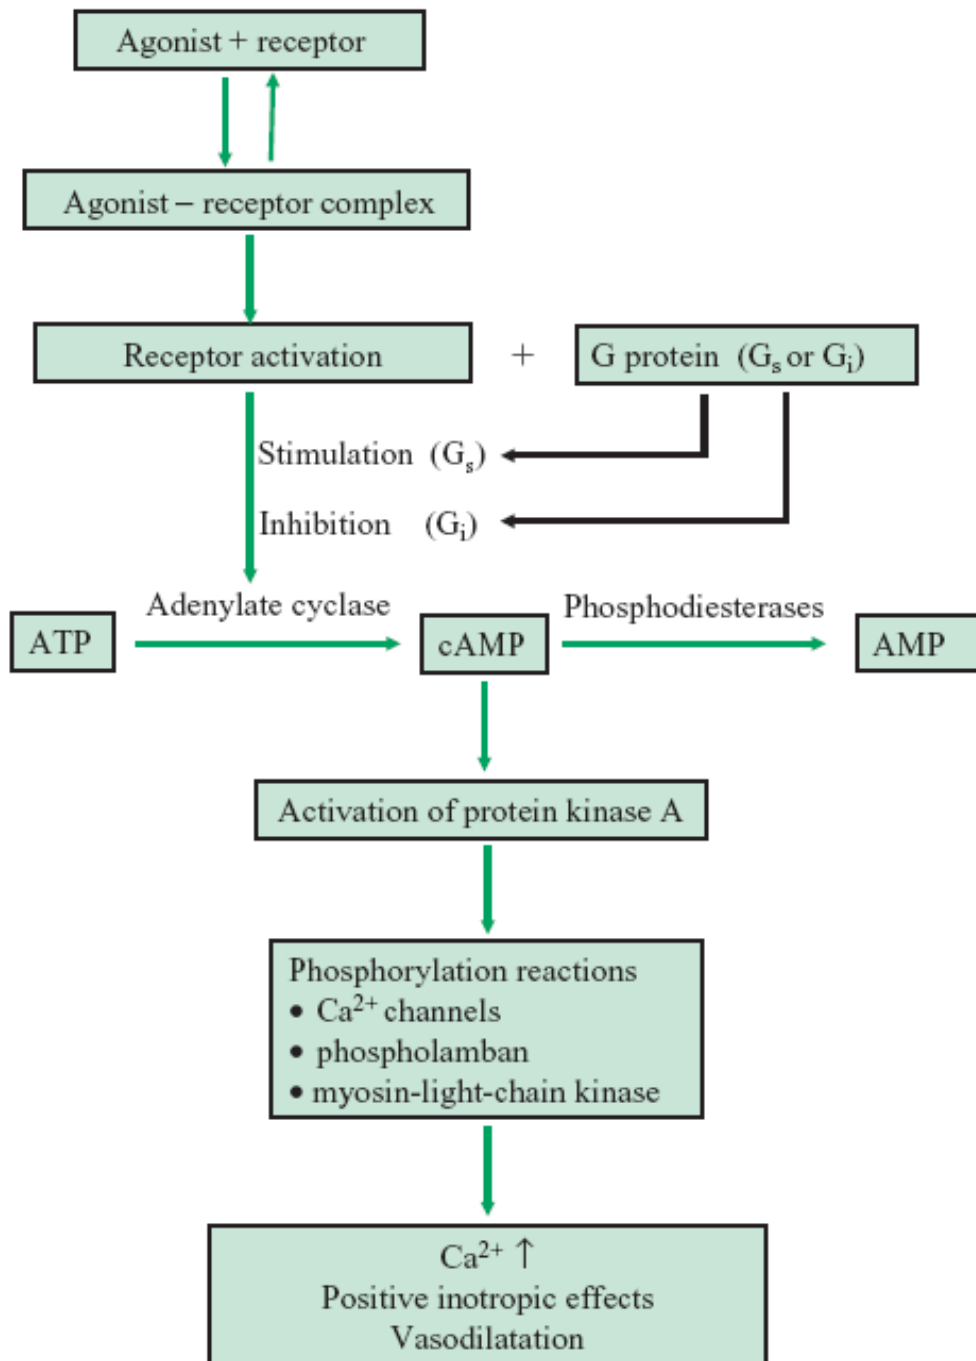 Agonist + receptor
Agonist – receptor complex
Receptor activation + G protein (Gs or Gi)
Stimulation (Gs)
Inhibition (Gi)
Adenylate cyclase Phosphodiesterases
ATP cAMP AMP
Activation of protein kinase A
Phosphorylation reactions
• Ca²⁺ channels
• phospholamban
• myosin-light-chain kinase
Ca²⁺ ↑
Positive inotropic effects
Vasodilatation